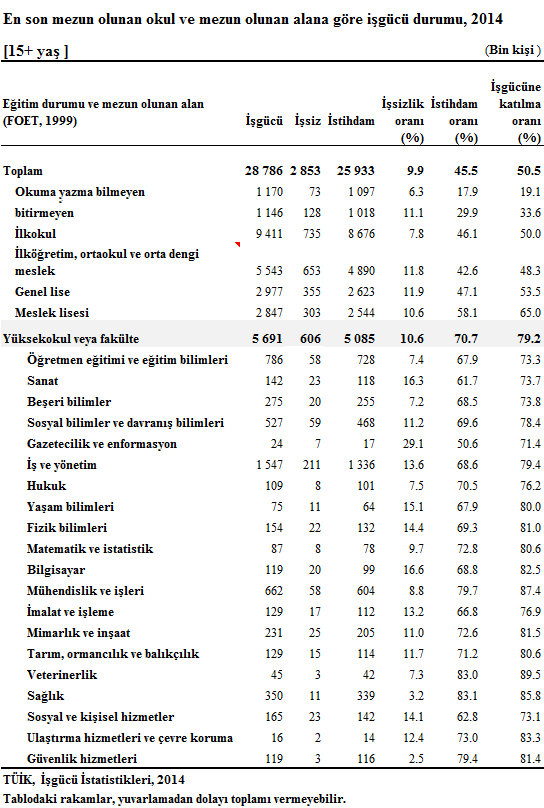 En son mezun olunan okul ve mezun olunan alana göre işgücü durumu, 2014
[15+ yaş ] (Bin kişi )
İşgücüne
Eğitim durumu ve mezun olunan alan İşsizlik İstihdam katılma
(FOET, 1999) İşgücü İşsiz İstihdam oranı oranı oranı
(%) (%) (%)
Toplam 28 786 2 853 25 933 9.9 45.5 50.5
Okuma yazma bilmeyen 1 170 73 1 097 6.3 17.9 19.1
bitirmeyen 1 146 128 1 018 11.1 29.9 33.6
İlkokul 9 411 735 8 676 7.8 46.1 50.0
İlköğretim, ortaokul ve orta dengi
meslek 5 543 653 4 890 11.8 42.6 48.3
Genel lise 2 977 355 2 623 11.9 47.1 53.5
Meslek lisesi 2 847 303 2 544 10.6 58.1 65.0
Yüksekokul veya fakülte 5 691 606 5 085 10.6 70.7 79.2
Öğretmen eğitimi ve eğitim bilimleri 786 58 728 7.4 67.9 73.3
Sanat 142 23 118 16.3 61.7 73.7
Beşeri bilimler 275 20 255 7.2 68.5 73.8
Sosyal bilimler ve davranış bilimleri 527 59 468 11.2 69.6 78.4
Gazetecilik ve enformasyon 24 7 17 29.1 50.6 71.4
İş ve yönetim 1 547 211 1 336 13.6 68.6 79.4
Hukuk 109 8 101 7.5 70.5 76.2
Yaşam bilimleri 75 11 64 15.1 67.9 80.0
Fizik bilimleri 154 22 132 14.4 69.3 81.0
Matematik ve istatistik 87 8 78 9.7 72.8 80.6
Bilgisayar 119 20 99 16.6 68.8 82.5
Mühendislik ve işleri 662 58 604 8.8 79.7 87.4
İmalat ve işleme 129 17 112 13.2 66.8 76.9
Mimarlık ve inşaat 231 25 205 11.0 72.6 81.5
Tarım, ormancılık ve balıkçılık 129 15 114 11.7 71.2 80.6
Veterinerlik 45 3 42 7.3 83.0 89.5
Sağlık 350 11 339 3.2 83.1 85.8
Sosyal ve kişisel hizmetler 165 23 142 14.1 62.8 73.1
Ulaştırma hizmetleri ve çevre koruma 16 2 14 12.4 73.0 83.3
Güvenlik hizmetleri 119 3 116 2.5 79.4 81.4
TÜİK, İşgücü İstatistikleri, 2014
Tablodaki rakamlar, yuvarlamadan dolayı toplamı vermeyebilir.